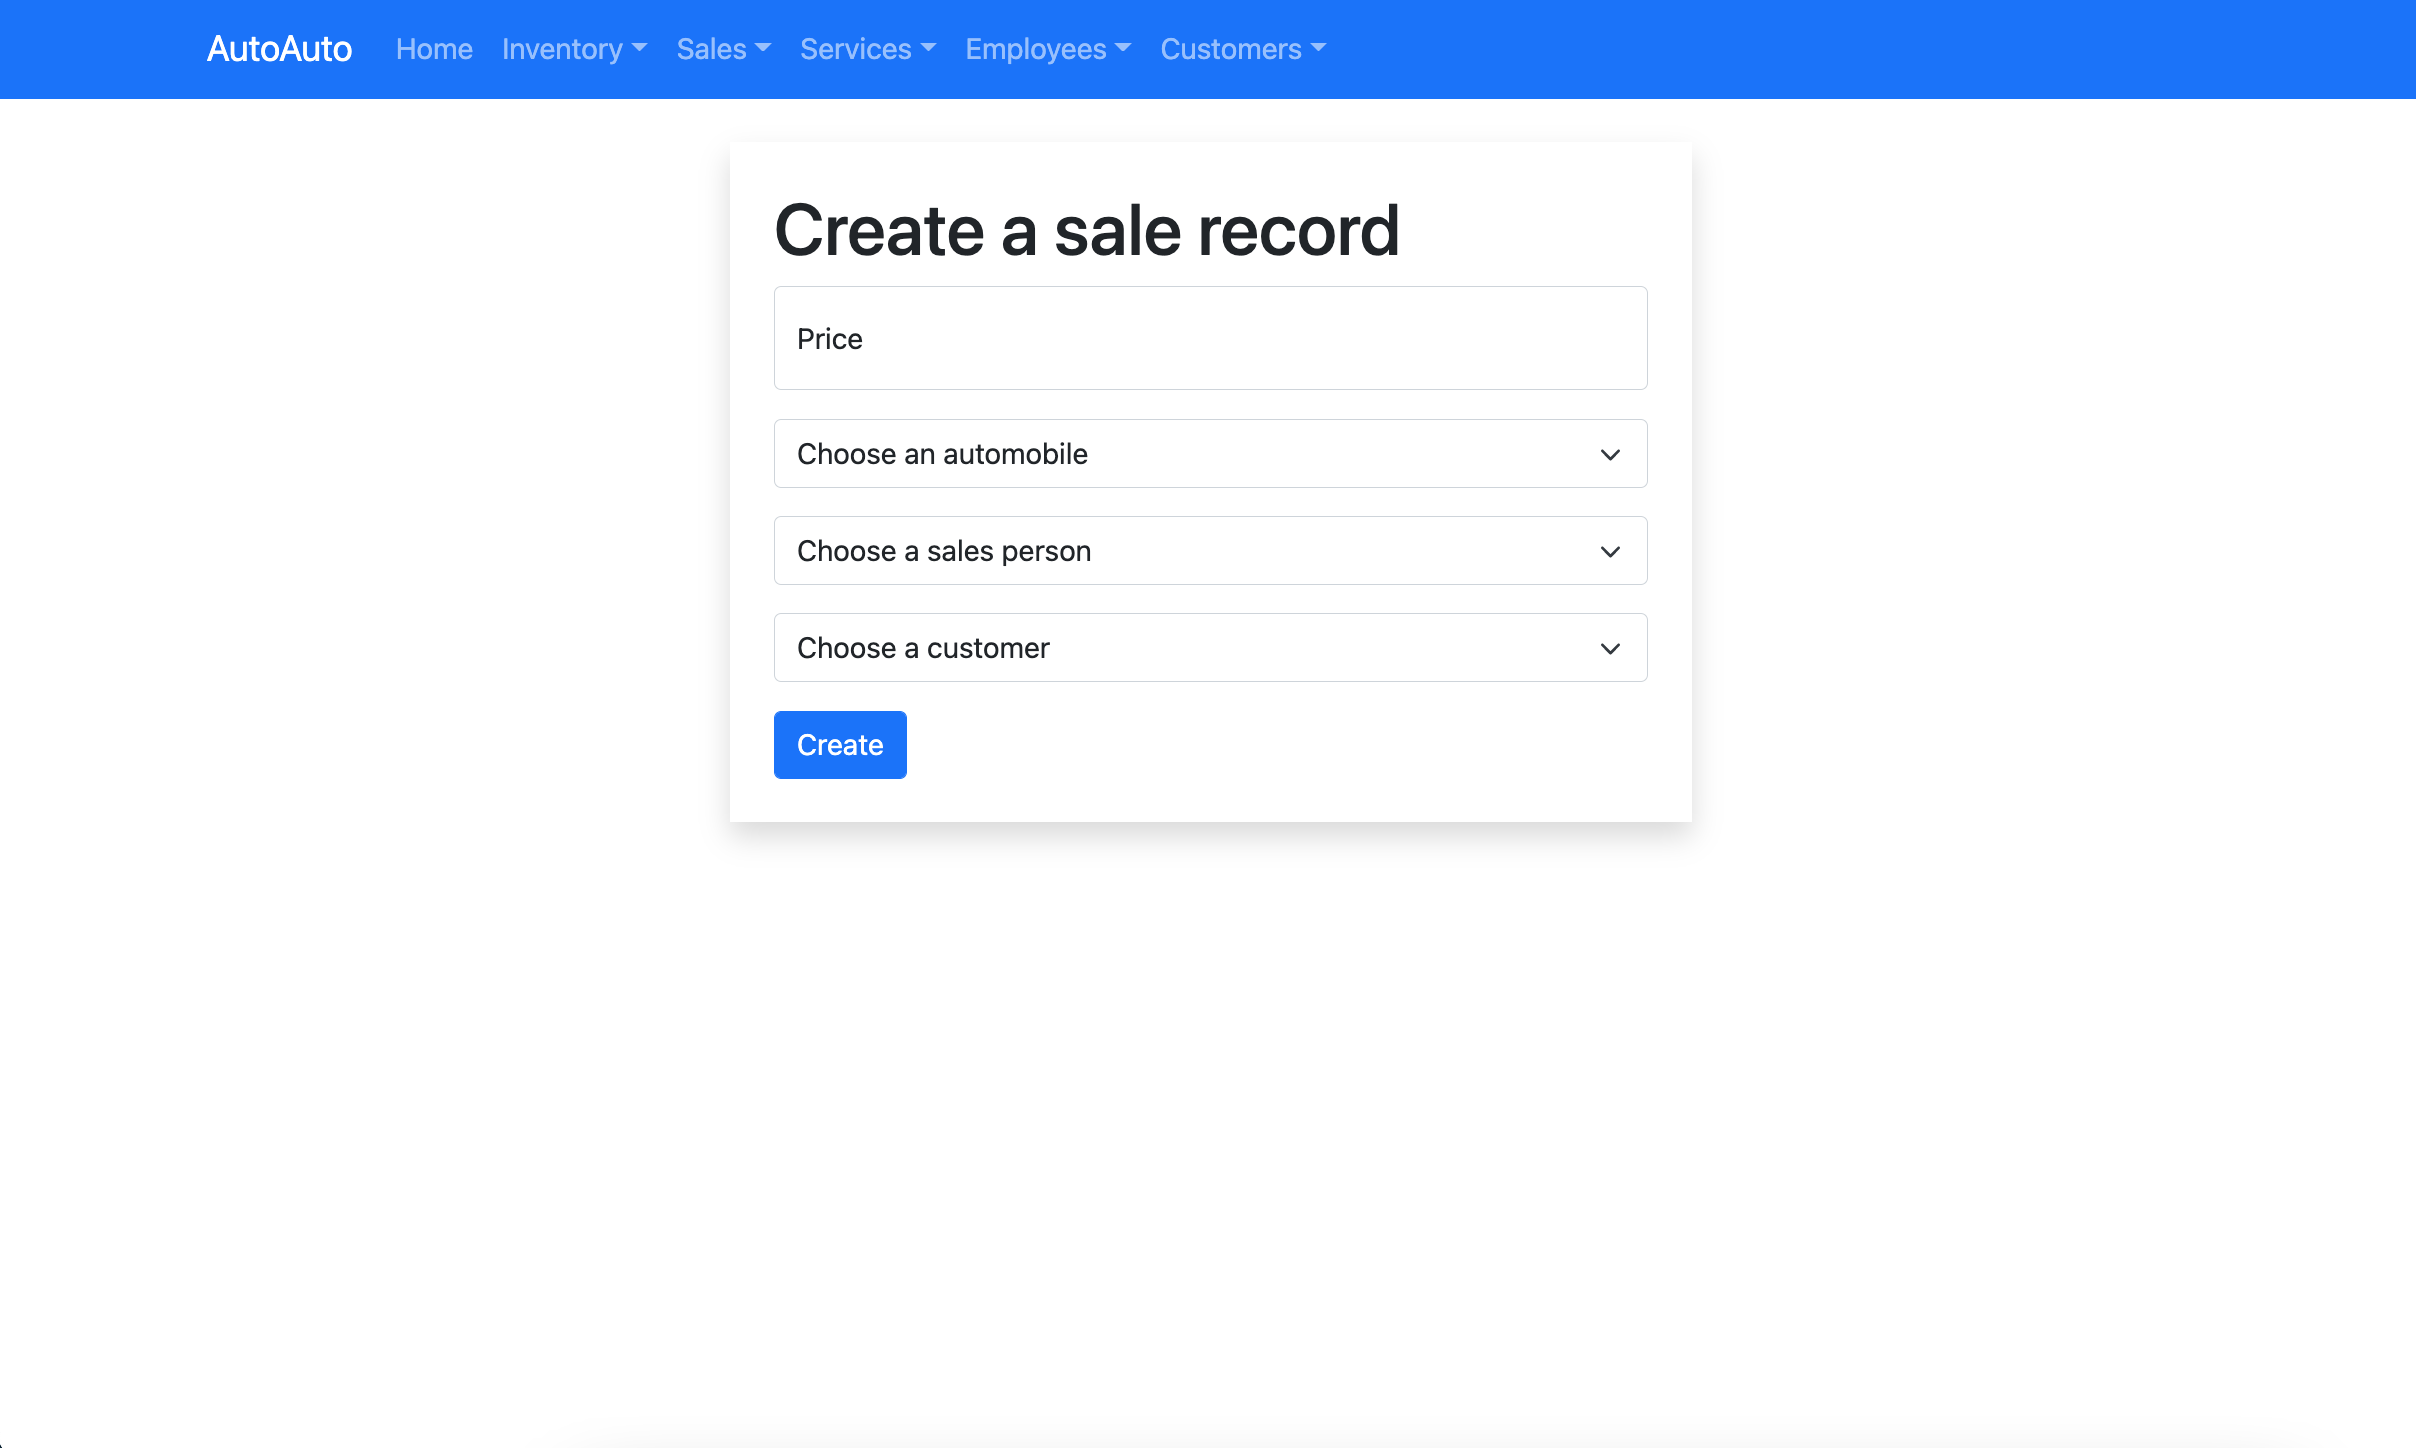 AutoAuto Home Inventory Sales Services Employees Customers
Create a sale record
Price
Choose an automobile
Choose a sales person
Choose a customer
Create